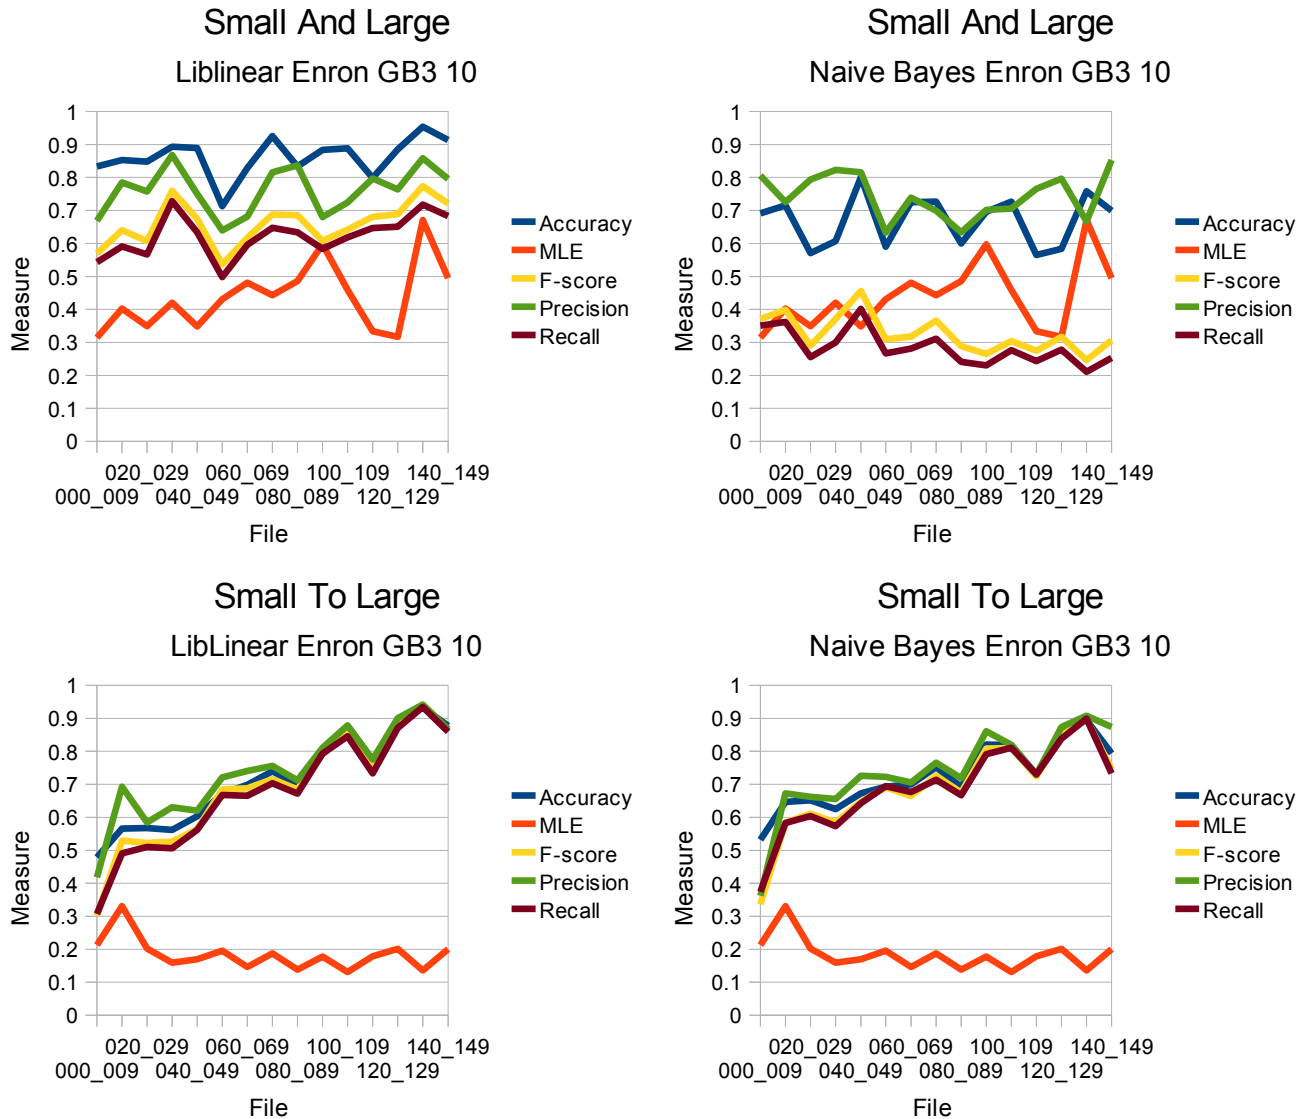 Small And Large
Liblinear Enron GB3 10
1
0.9
0.8
0.7
0.6
0.5
0.4
0.3
0.2
0.1
0
Measure
020_029 060_069 100_109 140_149
000_009 040_049 080_089 120_129
File
Accuracy
MLE
F-score
Precision
Recall
Small And Large
Naive Bayes Enron GB3 10
1
0.9
0.8
0.7
0.6
0.5
0.4
0.3
0.2
0.1
0
Measure
020_029 060_069 100_109 140_149
000_009 040_049 080_089 120_129
File
Accuracy
MLE
F-score
Precision
Recall
Small To Large
LibLinear Enron GB3 10
1
0.9
0.8
0.7
0.6
0.5
0.4
0.3
0.2
0.1
0
Measure
020_029 060_069 100_109 140_149
000_009 040_049 080_089 120_129
File
Accuracy
MLE
F-score
Precision
Recall
Small To Large
Naive Bayes Enron GB3 10
1
0.9
0.8
0.7
0.6
0.5
0.4
0.3
0.2
0.1
0
Measure
020_029 060_069 100_109 140_149
000_009 040_049 080_089 120_129
File
Accuracy
MLE
F-score
Precision
Recall